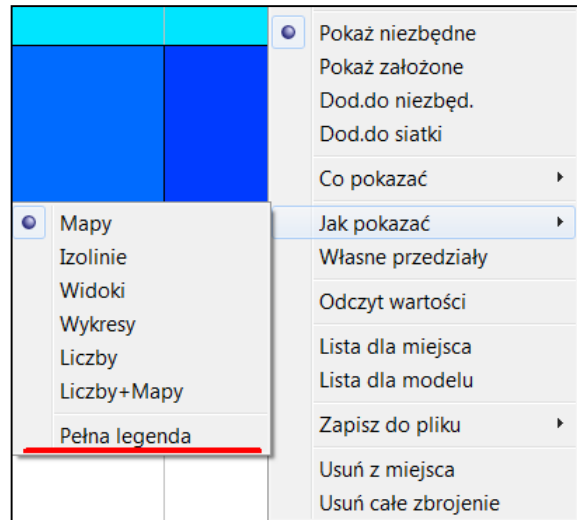 Pokaż niezbędne
Pokaż założone
Dod.do niezbęd.
Dod.do siatki
Co pokazać
Jak pokazać
Własne przedziały
Odczyt wartości
Lista dla miejsca
Lista dla modelu
Zapisz do pliku
Usuń z miejsca
Usuń całe zbrojenie
Mapy
Izolinie
Widoki
Wykresy
Liczby
Liczby+Mapy
Pełna legenda